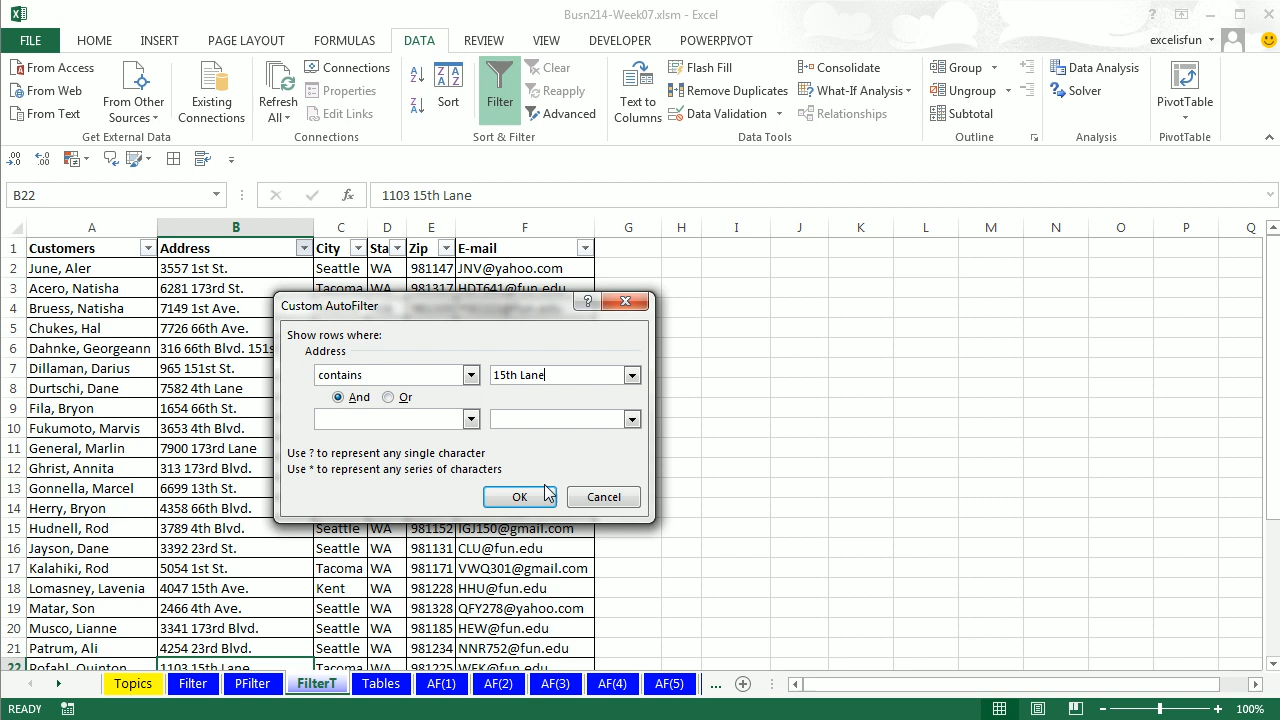 Busn214-Week07.xlsm - Excel
FILE HOME INSERT PAGE LAYOUT FORMULAS DATA REVIEW VIEW DEVELOPER POWERPIVOT excelisfun
From Access
From Web
From Text
From Other
Sources
Get External Data
Existing
Connections
Refresh
All
Connections
Properties
Edit Links
Connections
Sort
Filter
Clear
Reapply
Advanced
Sort & Filter
Text to
Columns
Flash Fill
Remove Duplicates
Data Validation
Consolidate
What-If Analysis
Relationships
Data Tools
Group
Ungroup
Subtotal
Outline
Data Analysis
Solver
Analysis
PivotTable
PivotTable
B22 fx 1103 15th Lane
A B C D E F G H I J K L M N O P Q
1 Customers Address City Sta Zip E-mail
2 June, Aler 3557 1st St. Seattle WA 981147 JNV@yahoo.com
3 Acero, Natisha 6281 173rd St. Tacoma WA 981317 HDT641@fun.edu
4 Bruess, Natisha 7149 1st Ave.
5 Chukes, Hal 7726 66th Ave.
6 Dahnke, Georgeann 316 66th Blvd. 151s
7 Dillaman, Darius 965 151st St.
8 Durtschi, Dane 7582 4th Lane
9 Fila, Bryon 1654 66th St.
10 Fukumoto, Marvis 3653 4th Blvd.
11 General, Marlin 7900 173rd Lane
12 Ghrist, Annita 313 173rd Blvd.
13 Gonnella, Marcel 6699 13th St.
14 Herry, Bryon 4358 66th Blvd.
15 Hudnell, Rod 3789 4th Blvd. Seattle WA 981152 IGJ150@gmail.com
16 Jayson, Dane 3392 23rd St. Seattle WA 981131 CLU@fun.edu
17 Kalahiki, Rod 5054 1st St. Tacoma WA 981171 VWQ301@gmail.com
18 Lomasney, Lavenia 4047 15th Ave. Kent WA 981228 HHU@fun.edu
19 Matar, Son 2466 4th Ave. Seattle WA 981328 QFY278@yahoo.com
20 Musco, Lianne 3341 173rd Blvd. Seattle WA 981185 HEW@fun.edu
21 Patrum, Ali 4254 23rd Blvd. Seattle WA 981234 NNR752@fun.edu
22 Pofahl, Quinton 1103 15th Lane Tacoma WA 981225 WEK@fun.edu
Custom AutoFilter
Show rows where:
Address
contains 15th Lane
And Or
Use ? to represent any single character
Use * to represent any series of characters
OK Cancel
Topics Filter PFilter FilterT Tables AF(1) AF(2) AF(3) AF(4) AF(5) ...
READY 100%